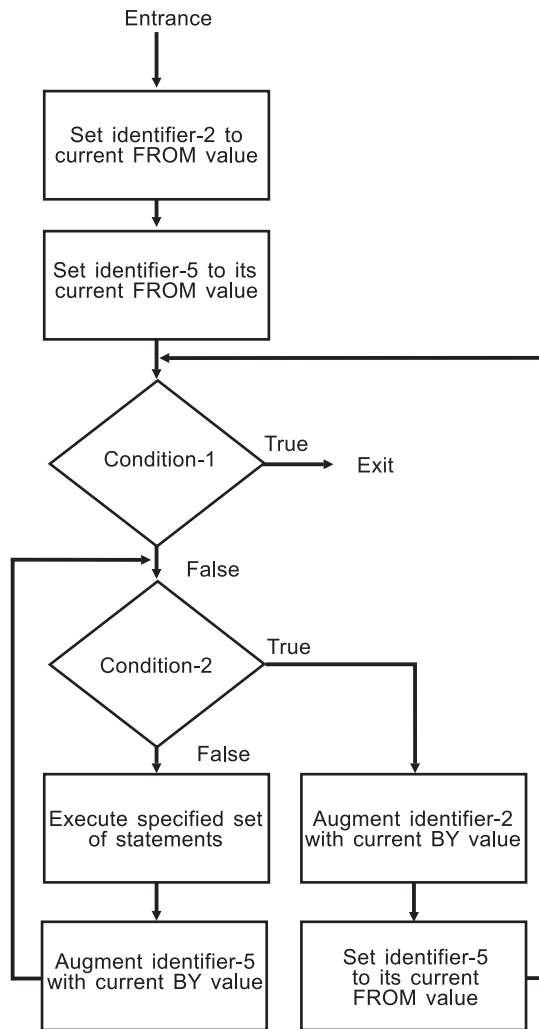 Entrance
Set identifier-2 to
current FROM value
Set identifier-5 to its
current FROM value
Condition-1
True
Exit
False
Condition-2
True
False
Execute specified set
of statements
Augment identifier-2
with current BY value
Augment identifier-5
with current BY value
Set identifier-5
to its current
FROM value